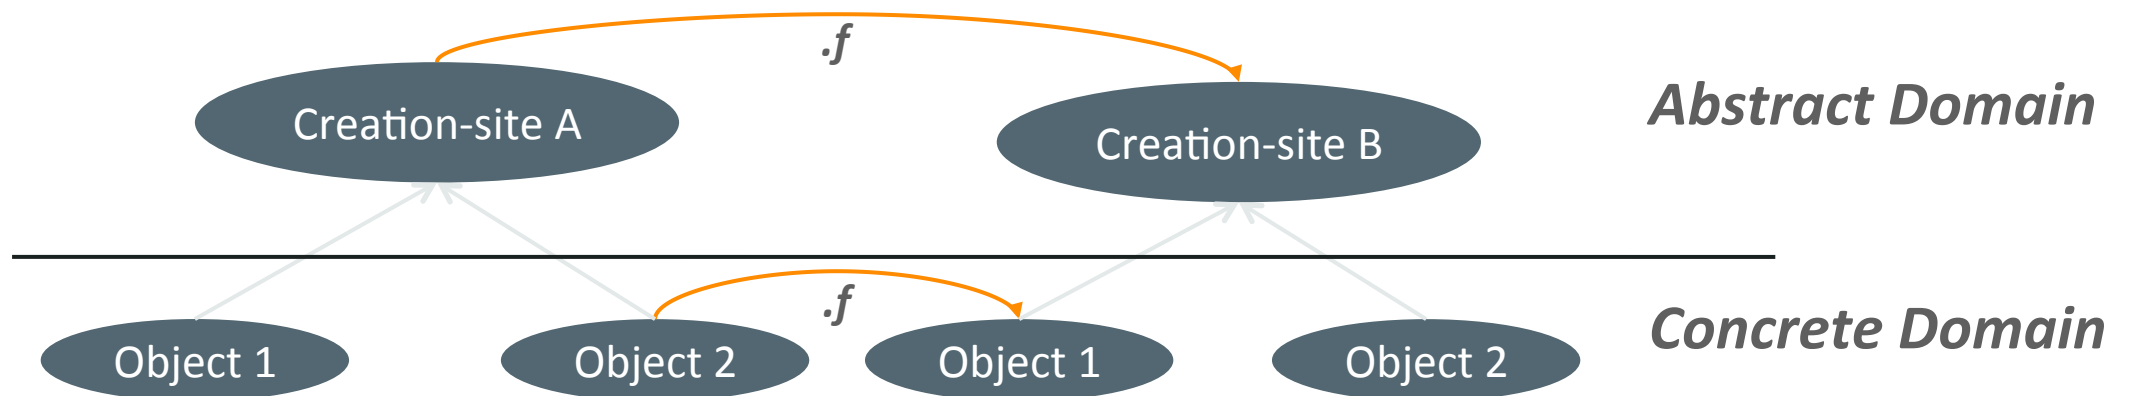 .f
Creation-site A
Creation-site B
Abstract Domain
.f
Object 1
Object 2
Object 1
Object 2
Concrete Domain